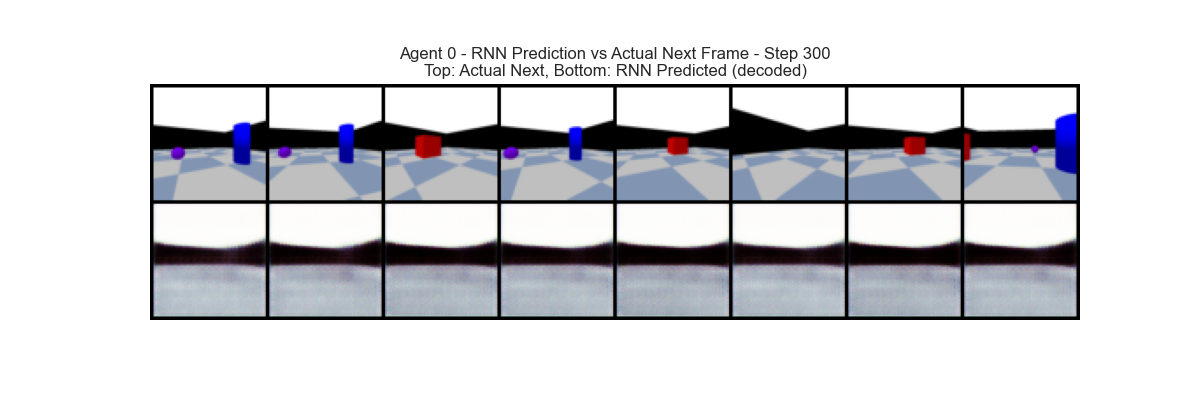 Agent 0 - RNN Prediction vs Actual Next Frame - Step 300
Top: Actual Next, Bottom: RNN Predicted (decoded)